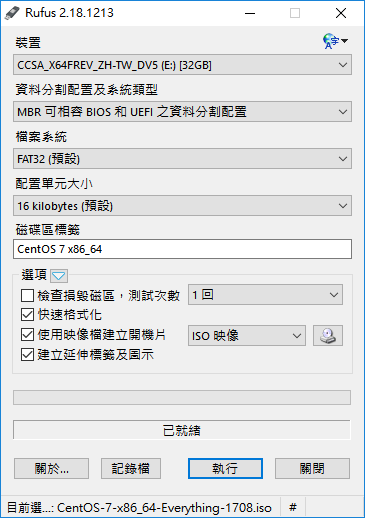 Rufus 2.18.1213
裝置
CCSA_X64FREV_ZH-TW_DV5 (E:) [32GB]
資料分割配置及系統類型
MBR 可相容 BIOS 和 UEFI 之資料分割配置
檔案系統
FAT32 (預設)
配置單元大小
16 kilobytes (預設)
磁碟區標籤
CentOS 7 x86_64
選項
檢查損毀磁區，測試次數 1 回
快速格式化
使用映像檔建立開機片 ISO 映像
建立延伸標籤及圖示
已就緒
關於... 記錄檔 執行 關閉
目前選...: CentOS-7-x86_64-Everything-1708.iso #